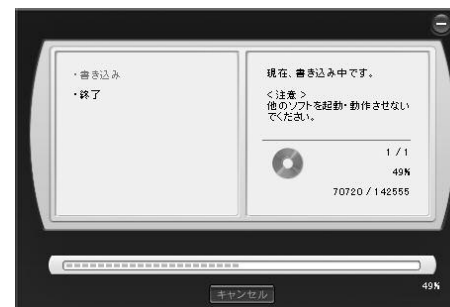 ・書き込み
・終了
現在、書き込み中です。
＜注意＞
他のソフトを起動・動作させない
でください。
1 / 1
49%
70720 / 142555
49%
キャンセル